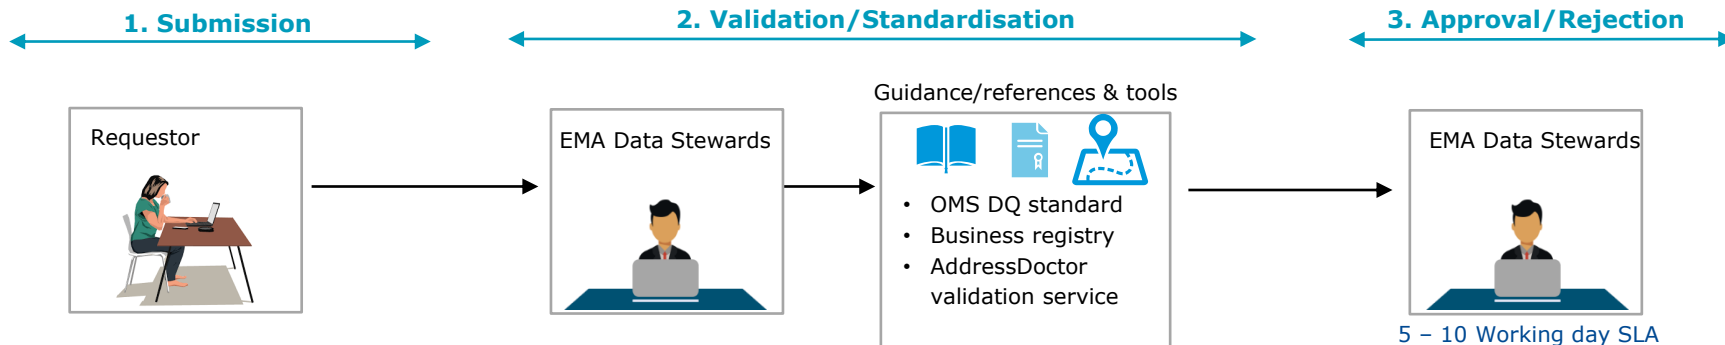 1. Submission
2. Validation/Standardisation
3. Approval/Rejection
Requestor
EMA Data Stewards
Guidance/references & tools
• OMS DQ standard
• Business registry
• AddressDoctor
validation service
EMA Data Stewards
5 – 10 Working day SLA